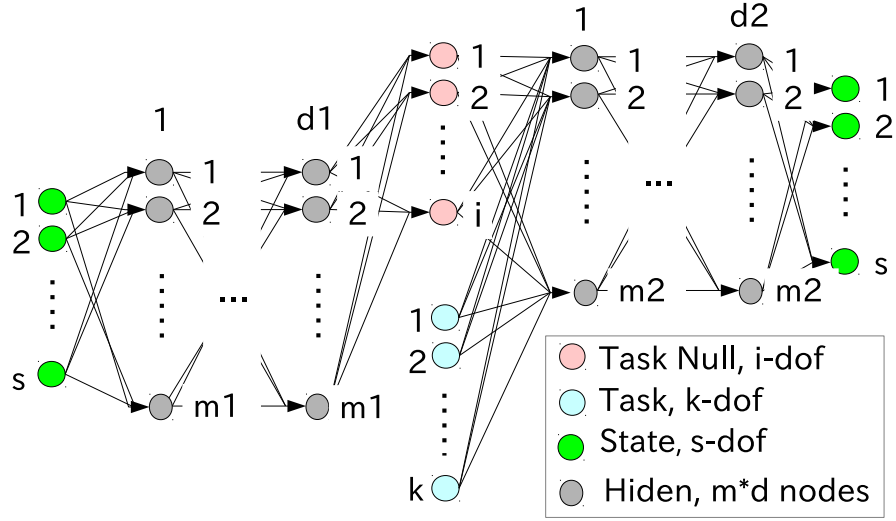 1
d1
1
d2
1
2
s
1
2
m1
1
2
m1
...
1
2
i
1
2
k
1
2
m2
...
1
2
m2
1
2
s
Task Null, i-dof
Task, k-dof
State, s-dof
Hiden, m*d nodes